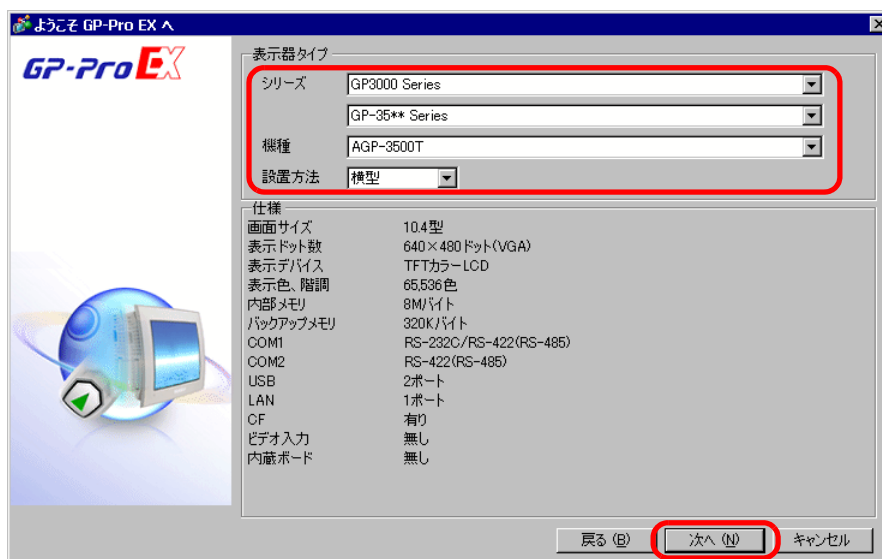 ようこそ GP-Pro EX へ
GP-Pro EX
表示器タイプ
シリーズ GP3000 Series
GP-35** Series
機種 AGP-3500T
設置方法 横型
仕様
画面サイズ 10.4型
表示ドット数 640×480ドット(VGA)
表示デバイス TFTカラーLCD
表示色、階調 65,536色
内部メモリ 8Mバイト
バックアップメモリ 320Kバイト
COM1 RS-232C/RS-422(RS-485)
COM2 RS-422(RS-485)
USB 2ポート
LAN 1ポート
CF 有り
ビデオ入力 無し
内蔵ボード 無し
戻る (B) 次へ (N) キャンセル